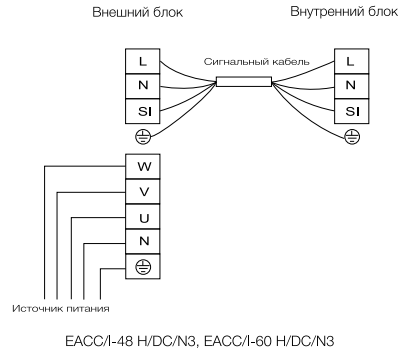 Внешний блок
Внутренний блок
Сигнальный кабель
L
N
SI
L
N
SI
W
V
U
N
Источник питания
EACC/I-48 H/DC/N3, EACC/I-60 H/DC/N3